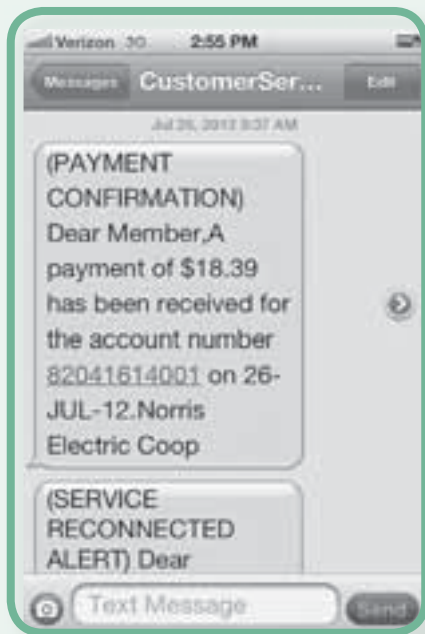 Verizon 3G 2:55 PM
Messages CustomerSer... Edit
Jul 26, 2012 9:37 AM
(PAYMENT
CONFIRMATION)
Dear Member,A
payment of $18.39
has been received for
the account number
82041614001 on 26-
JUL-12.Norris
Electric Coop
(SERVICE
RECONNECTED
ALERT) Dear
Text Message Send